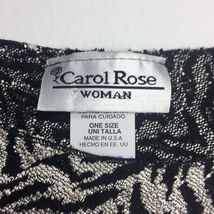 Carol Rose
WOMAN
PARA CUIDADO
ONE SIZE
UNI TALLA
MADE IN U.S.A.
HECHO EN EE. UU